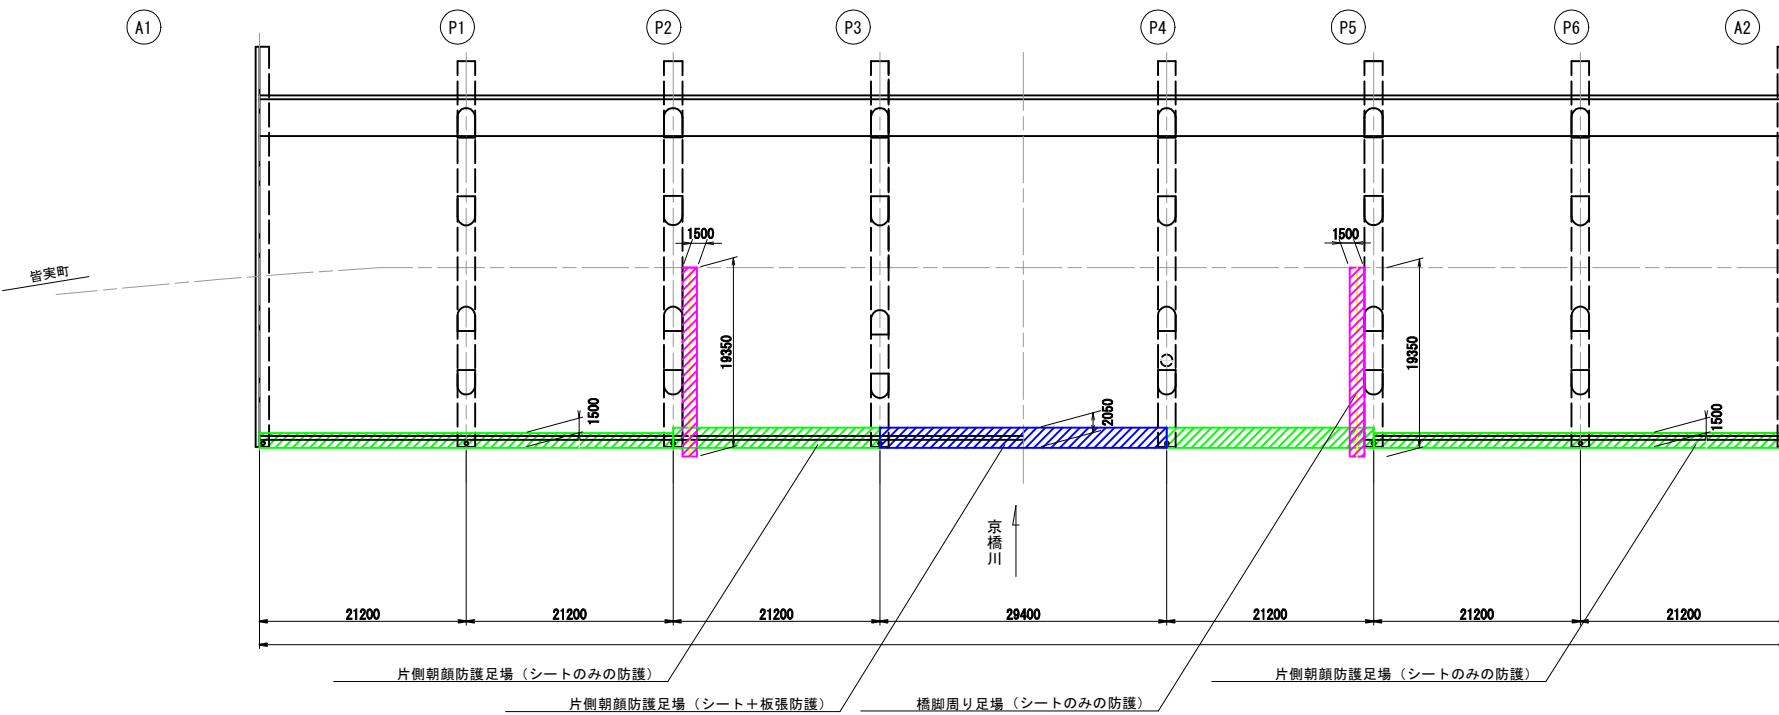 A1
P1
P2
P3
P4
P5
P6
A2
皆実町
1500
1500
19350
19350
1500
2050
1500
京橋川
21200
21200
21200
29400
21200
21200
21200
片側朝顔防護足場（シートのみの防護）
片側朝顔防護足場（シート＋板張防護）
橋脚周り足場（シートのみの防護）
片側朝顔防護足場（シートのみの防護）